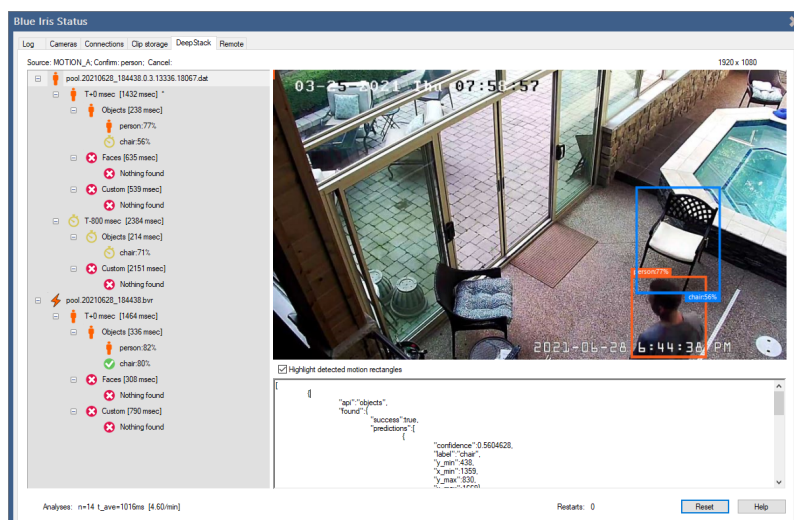 Blue Iris Status
Log Cameras Connections Clip storage DeepStack Remote
Source: MOTION_A; Confirm: person; Cancel:
1920 x 1080
pool.20210628_184438.0.3.13336.18067.dat
T+0 msec [1432 msec] *
Objects [238 msec]
person:77%
chair:56%
Faces [635 msec]
Nothing found
Custom [539 msec]
Nothing found
T-800 msec [2384 msec]
Objects [214 msec]
chair:71%
Custom [2151 msec]
Nothing found
pool.20210628_184438.bvr
T+0 msec [1464 msec]
Objects [336 msec]
person:82%
chair:80%
Faces [308 msec]
Nothing found
Custom [790 msec]
Nothing found
03-25-2021 Thu 07:58:57
person:77%
chair:56%
2021-06-28 6:44:38 PM
Highlight detected motion rectangles
[
{
"api":"objects",
"found":{
"success":true,
"predictions":[
{
"confidence":0.5604628,
"label":"chair",
"y_min":438,
"x_min":1359,
"y_max":830,
Analyses: n=14 t_ave=1016ms [4.60/min]
Restarts: 0
Reset
Help